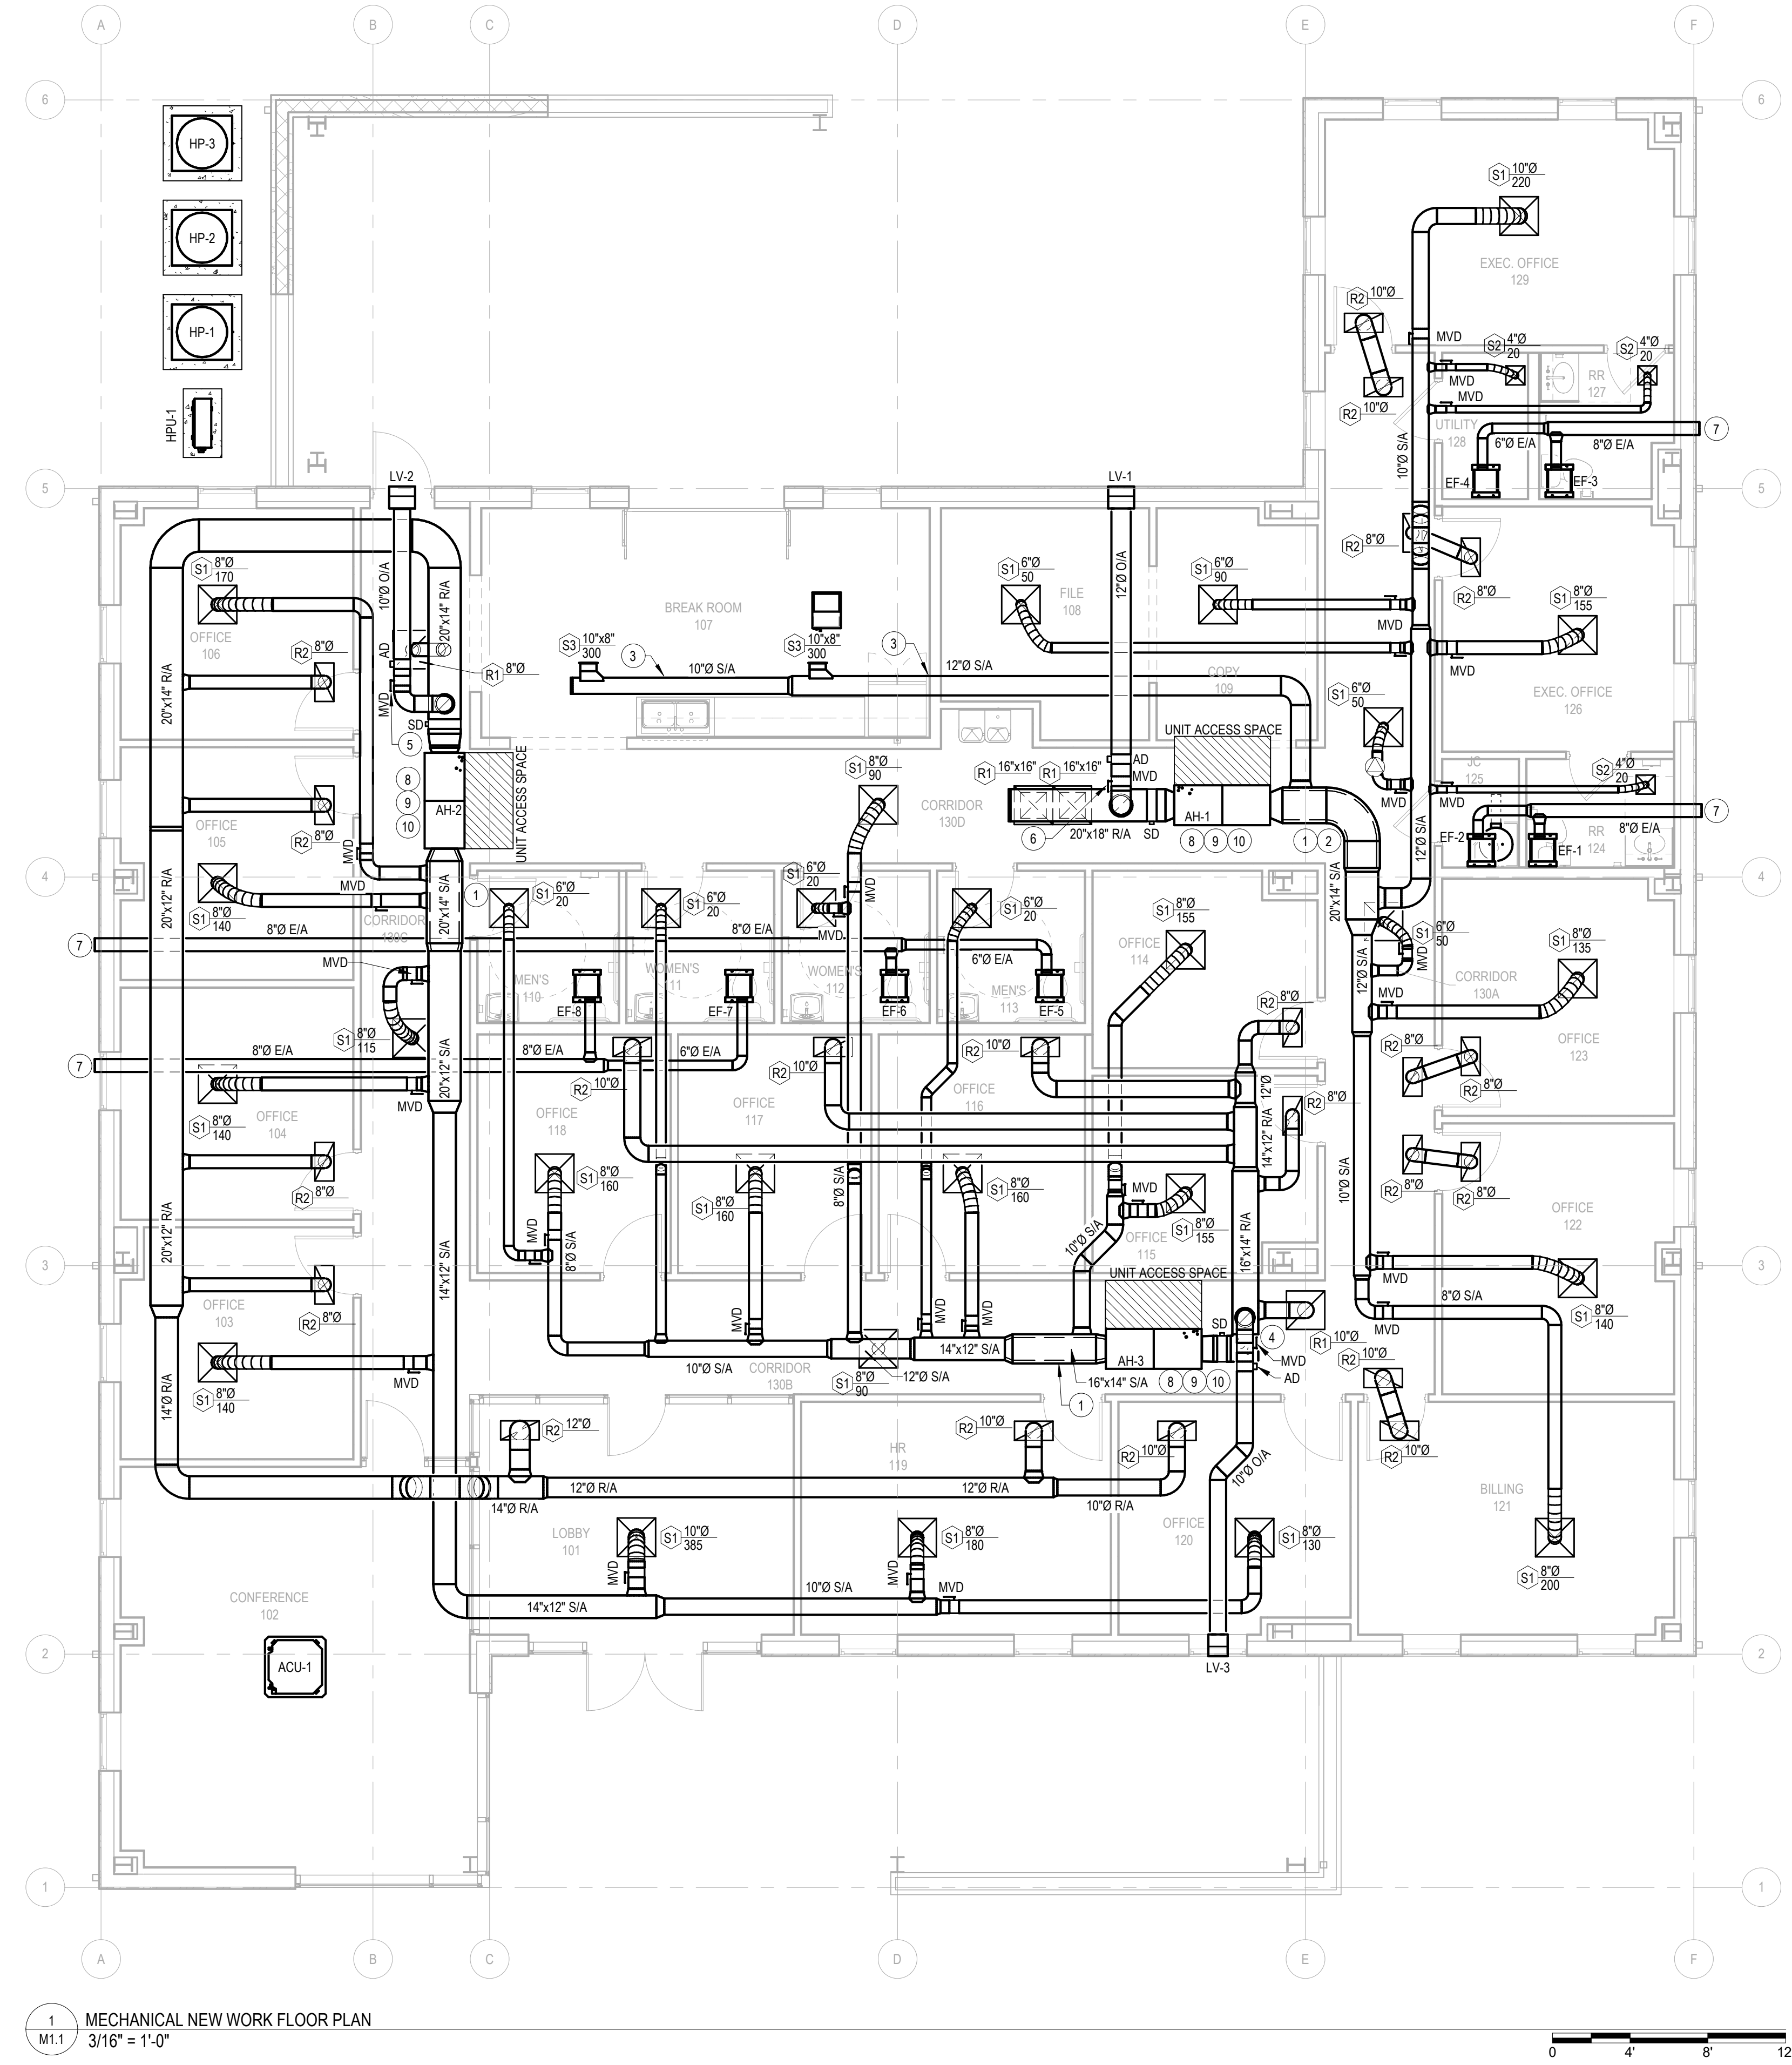 A
B
C
D
E
F
6
6
HP-3
HP-2
HP-1
HPU-1
S1 10"Ø
220
EXEC. OFFICE
129
R2 10"Ø
R2 10"Ø
MVD
S2 4"Ø
20
S2 4"Ø
20
MVD
MVD
RR
127
UTILITY
128
10"Ø S/A
6"Ø E/A
8"Ø E/A
7
EF-4
EF-3
5
5
LV-2
LV-1
10"Ø O/A
20"x14" R/A
12"Ø O/A
S1 8"Ø
170
OFFICE
106
R2 8"Ø
AD
R1 8"Ø
MVD
SD
5
20"x14" R/A
BREAK ROOM
107
S3 10"x8"
300
S3 10"x8"
300
3
3
10"Ø S/A
12"Ø S/A
S1 6"Ø
50
FILE
108
S1 6"Ø
90
MVD
COPY
109
R2 8"Ø
R2 8"Ø
S1 8"Ø
155
MVD
EXEC. OFFICE
126
S1 6"Ø
50
MVD
JC
125
S2 4"Ø
20
MVD
7
EF-2
EF-1
RR
124
8"Ø E/A
12"Ø S/A
8
9
10
AH-2
UNIT ACCESS SPACE
UNIT ACCESS SPACE
S1 8"Ø
90
CORRIDOR
130D
R1 16"x16"
R1 16"x16"
AD
MVD
6
20"x18" R/A
SD
AH-1
8
9
10
1
2
OFFICE
105
R2 8"Ø
MVD
4
4
20"x12" R/A
S1 8"Ø
140
MVD
CORRIDOR
130C
20"x14" S/A
1
S1 6"Ø
20
S1 6"Ø
20
S1 6"Ø
20
MVD
MVD
S1 6"Ø
20
S1 8"Ø
155
OFFICE
114
20"x14" S/A
S1 6"Ø
50
MVD
S1 8"Ø
135
7
8"Ø E/A
8"Ø E/A
6"Ø E/A
MVD
MEN'S
110
WOMEN'S
111
WOMEN'S
112
MEN'S
113
EF-8
EF-7
EF-6
EF-5
12"Ø S/A
CORRIDOR
130A
MVD
R2 8"Ø
S1 8"Ø
115
7
8"Ø E/A
8"Ø E/A
6"Ø E/A
20"x12" S/A
R2 10"Ø
R2 10"Ø
R2 10"Ø
OFFICE
123
R2 8"Ø
R2 8"Ø
MVD
S1 8"Ø
140
OFFICE
104
OFFICE
118
OFFICE
117
OFFICE
116
12"Ø
14"x12" R/A
R2 8"Ø
R2 8"Ø
S1 8"Ø
160
S1 8"Ø
160
S1 8"Ø
160
8"Ø S/A
MVD
S1 8"Ø
155
10"Ø S/A
R2 8"Ø
R2 8"Ø
OFFICE
122
20"x12" R/A
14"x12" S/A
MVD
8"Ø S/A
OFFICE
115
16"x14" R/A
10"Ø S/A
3
3
UNIT ACCESS SPACE
MVD
OFFICE
103
R2 8"Ø
MVD
MVD
MVD
SD
4
R1 10"Ø
8"Ø S/A
MVD
S1 8"Ø
140
14"Ø R/A
S1 8"Ø
140
MVD
10"Ø S/A
CORRIDOR
130B
S1 8"Ø
90
12"Ø S/A
14"x12" S/A
16"x14" S/A
AH-3
8
9
10
MVD
AD
1
R2 10"Ø
R2 10"Ø
R2 12"Ø
R2 10"Ø
R2 10"Ø
HR
119
14"Ø R/A
12"Ø R/A
12"Ø R/A
10"Ø R/A
10"Ø O/A
BILLING
121
LOBBY
101
S1 10"Ø
385
S1 8"Ø
180
OFFICE
120
S1 8"Ø
130
MVD
MVD
MVD
S1 8"Ø
200
CONFERENCE
102
14"x12" S/A
10"Ø S/A
ACU-1
LV-3
2
2
1
1
A
B
C
D
E
F
1
M1.1
MECHANICAL NEW WORK FLOOR PLAN
3/16" = 1'-0"
0
4'
8'
12